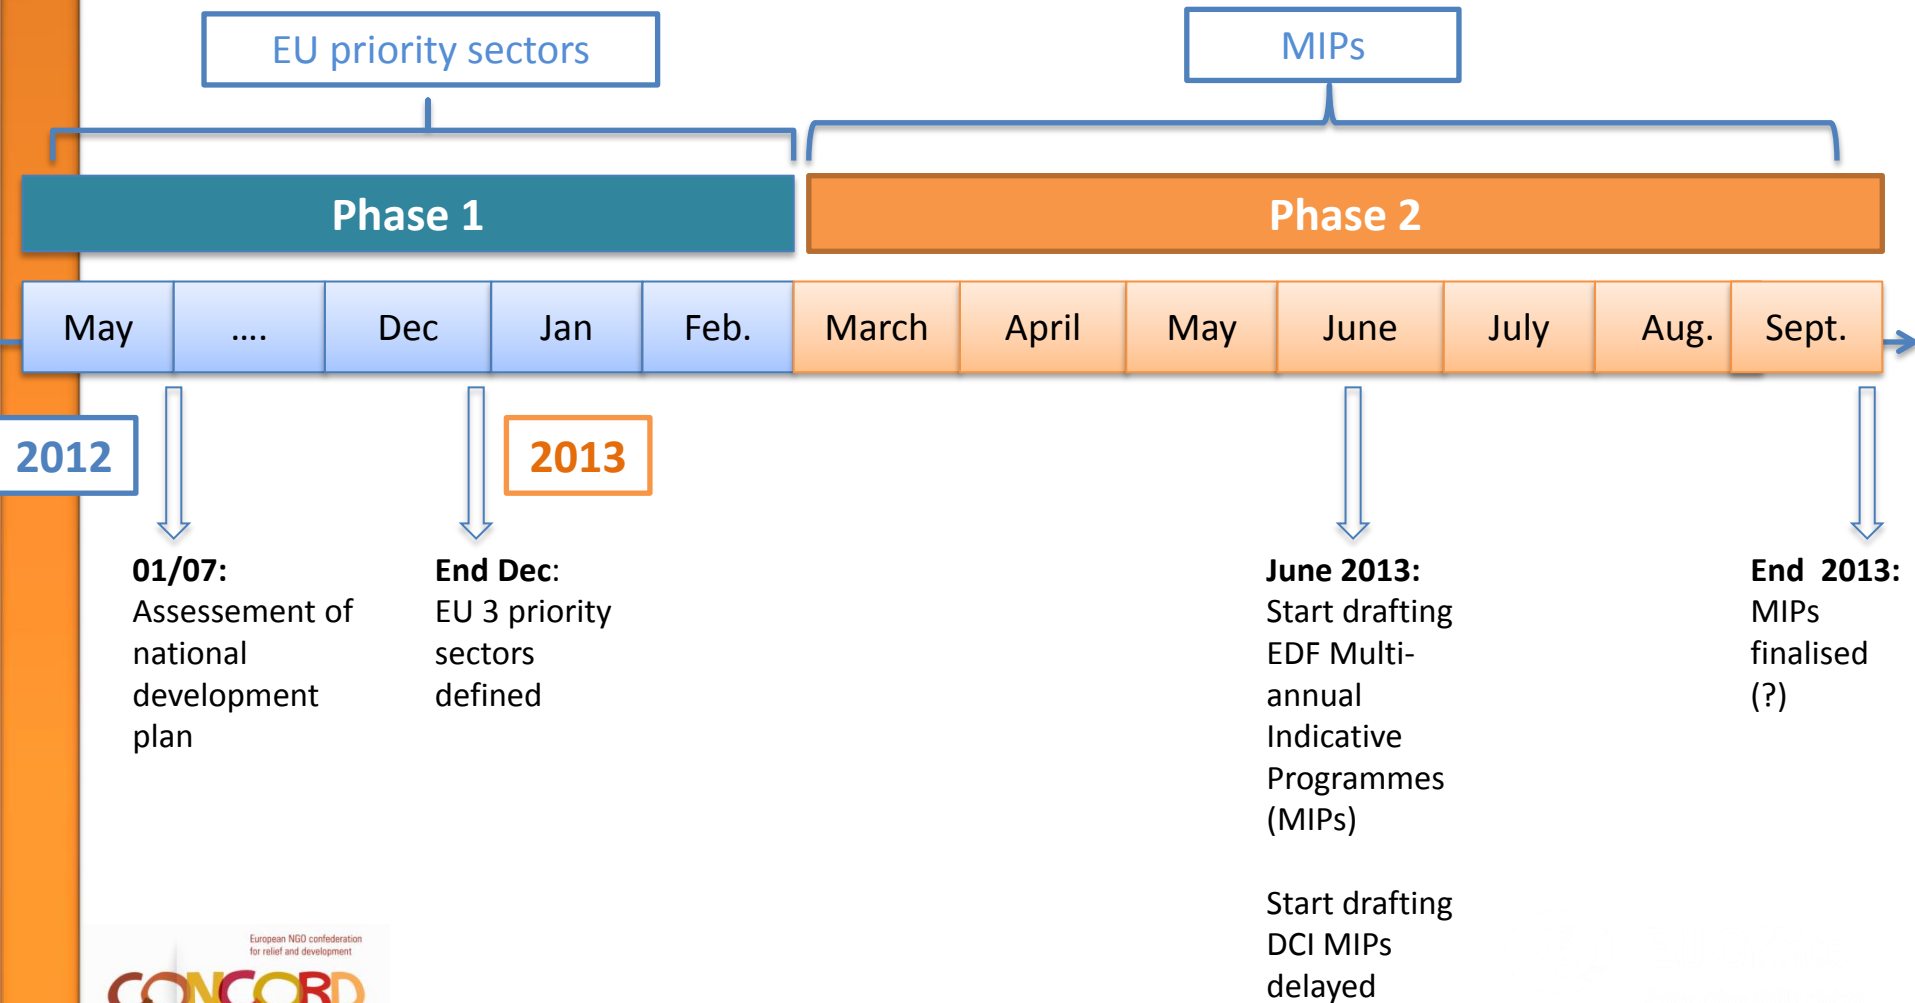 EU priority sectors
MIPs
Phase 1
Phase 2
May
....
Dec
Jan
Feb.
March
April
May
June
July
Aug.
Sept.
2012
2013
01/07:
Assessement of
national
development
plan
End Dec:
EU 3 priority
sectors
defined
June 2013:
Start drafting
EDF Multi-
annual
Indicative
Programmes
(MIPs)
Start drafting
DCI MIPs
delayed
End 2013:
MIPs
finalised
(?)
European NGO confederation
for relief and development
CONCORD